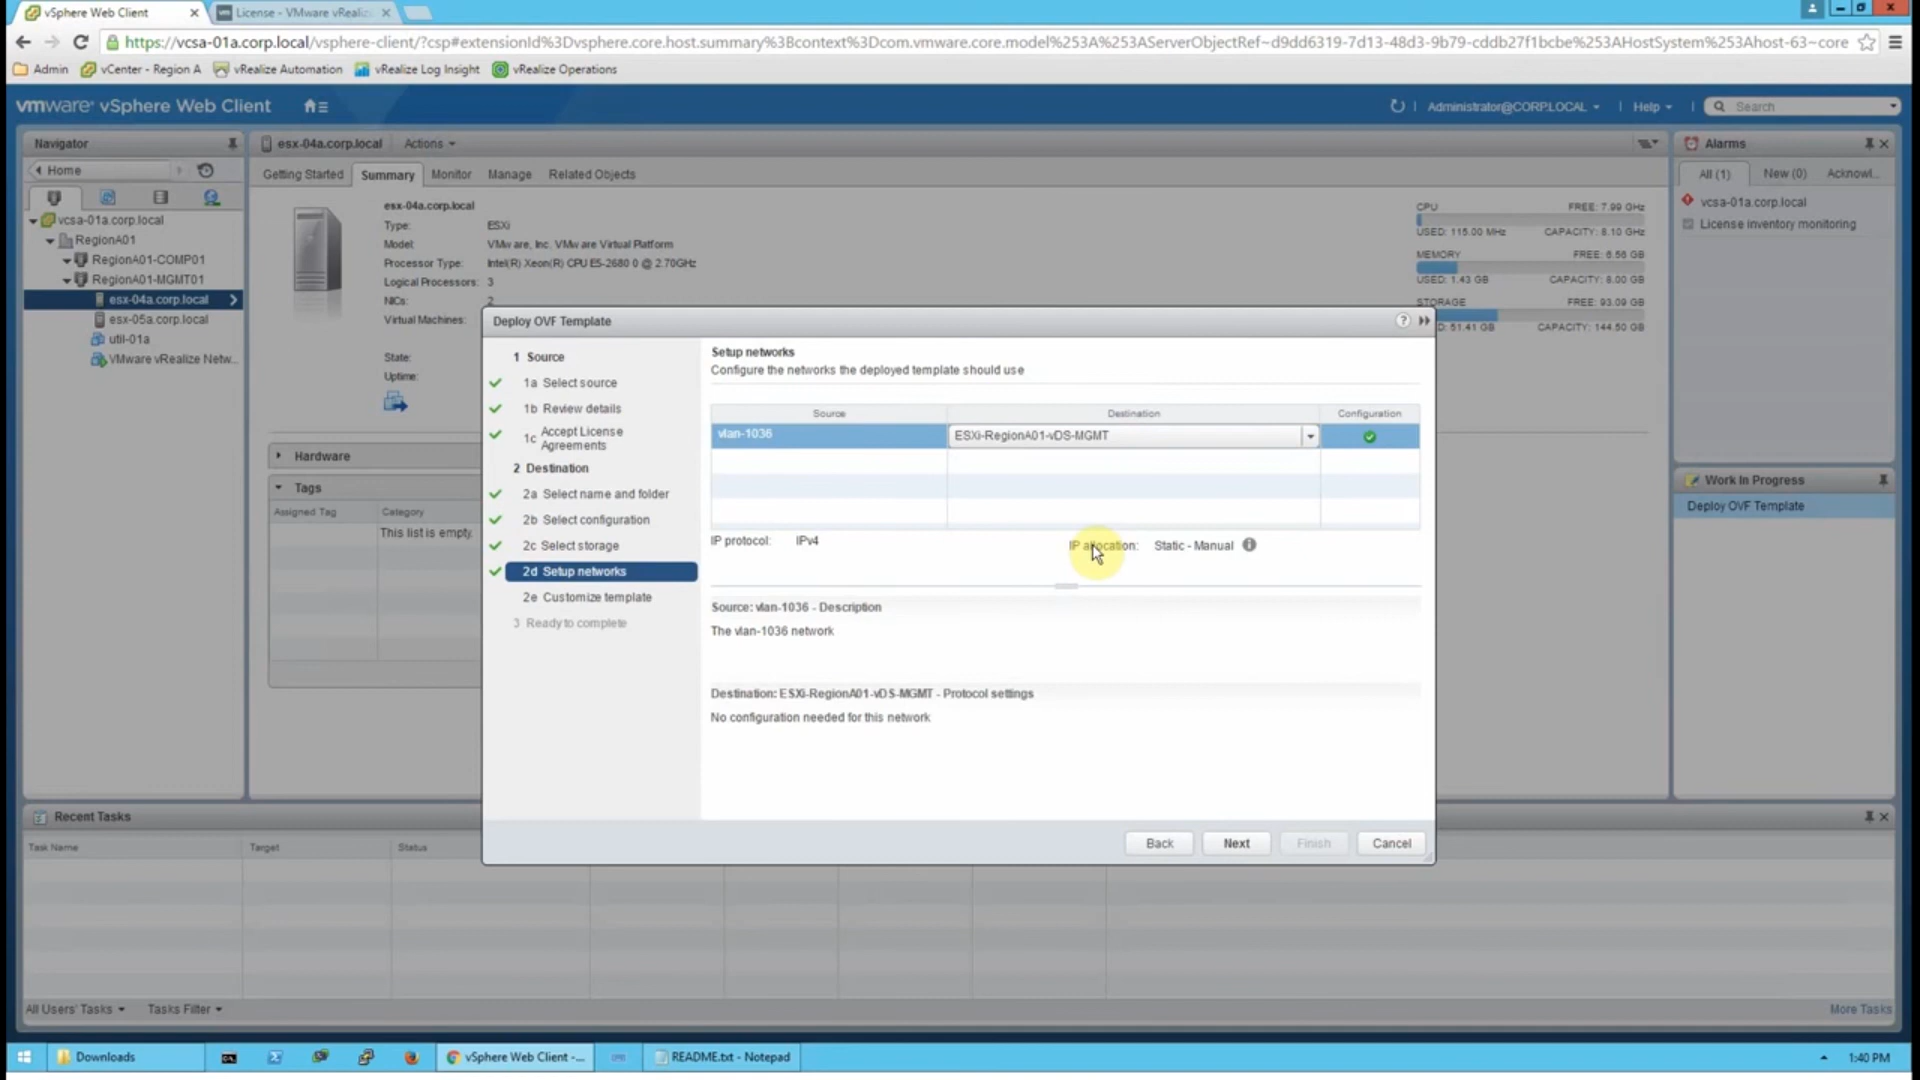 vSphere Web Client
License - VMware vRealiz
https://vcsa-01a.corp.local/vsphere-client/?csp#extensionId%3Dvsphere.core.host.summary%3Bcontext%3Dcom.vmware.core.model%253A%253AServerObjectRef~d9dd6319-7d13-48d3-9b79-cddb27f1bcbe%253AHostSystem%253Ahost-63~core
Admin
vCenter - Region A
vRealize Automation
vRealize Log Insight
vRealize Operations
vmware® vSphere Web Client
Administrator@CORP.LOCAL
Help
Search
Navigator
Home
vcsa-01a.corp.local
RegionA01
RegionA01-COMP01
RegionA01-MGMT01
esx-04a.corp.local
esx-05a.corp.local
util-01a
VMware vRealize Netw...
esx-04a.corp.local
Actions
Getting Started
Summary
Monitor
Manage
Related Objects
esx-04a.corp.local
Type: ESXi
Model: VMware, Inc. VMware Virtual Platform
Processor Type: Intel(R) Xeon(R) CPU E5-2680 0 @ 2.70GHz
Logical Processors: 3
NICs: 2
Virtual Machines:
State:
Uptime:
CPU FREE: 7.99 GHz
USED: 115.00 MHz CAPACITY: 8.10 GHz
MEMORY FREE: 6.56 GB
USED: 1.43 GB CAPACITY: 8.00 GB
STORAGE FREE: 93.09 GB
D: 51.41 GB CAPACITY: 144.50 GB
Hardware
Tags
Assigned Tag
Category
This list is empty.
Deploy OVF Template
1 Source
1a Select source
1b Review details
1c Accept License
Agreements
2 Destination
2a Select name and folder
2b Select configuration
2c Select storage
2d Setup networks
2e Customize template
3 Ready to complete
Setup networks
Configure the networks the deployed template should use
Source
Destination
Configuration
vlan-1036
ESXi-RegionA01-vDS-MGMT
IP protocol: IPv4
IP allocation: Static - Manual
Source: vlan-1036 - Description
The vlan-1036 network
Destination: ESXi-RegionA01-vDS-MGMT - Protocol settings
No configuration needed for this network
Back
Next
Finish
Cancel
Alarms
All (1)
New (0)
Acknowl...
vcsa-01a.corp.local
License inventory monitoring
Work In Progress
Deploy OVF Template
Recent Tasks
Task Name
Target
Status
All Users' Tasks
Tasks Filter
More Tasks
Downloads
vSphere Web Client -...
README.txt - Notepad
1:40 PM